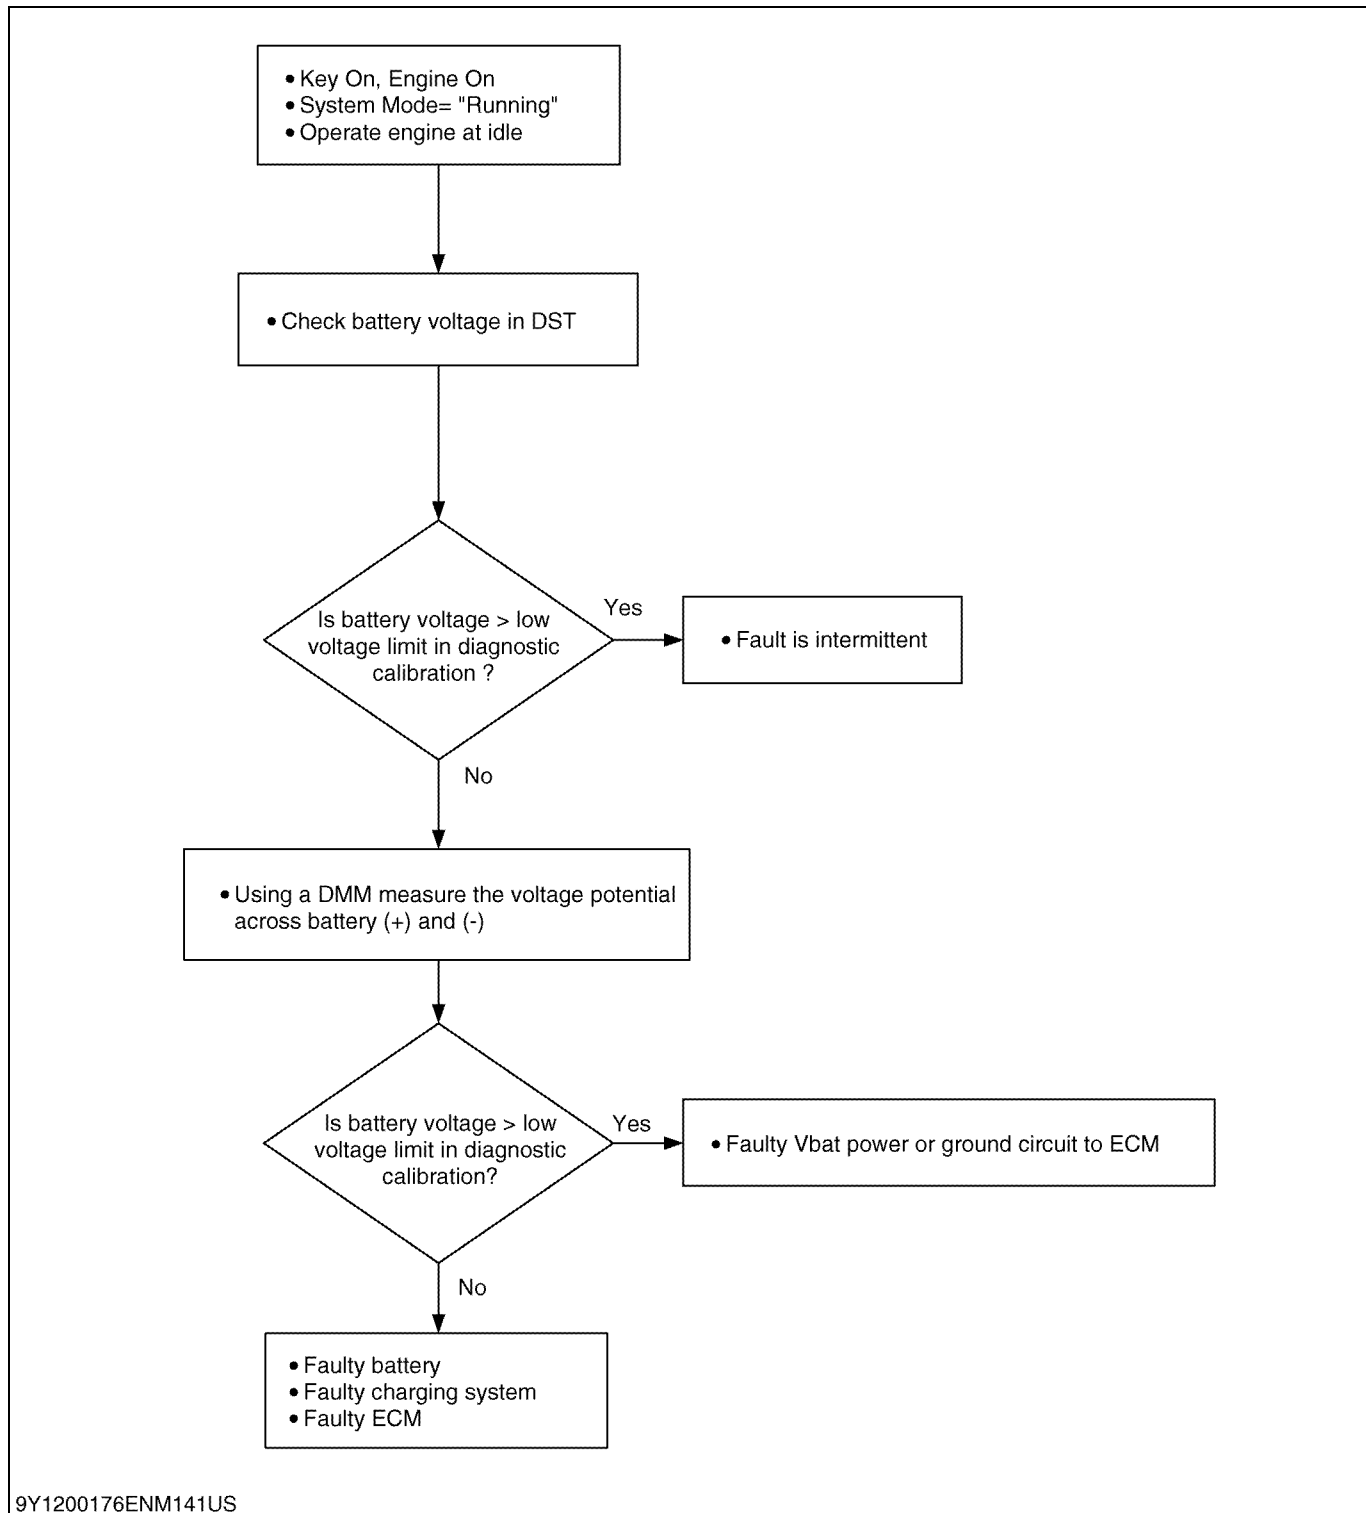 • Key On, Engine On
• System Mode= "Running"
• Operate engine at idle
• Check battery voltage in DST
Is battery voltage > low
voltage limit in diagnostic
calibration ?
Yes
• Fault is intermittent
No
• Using a DMM measure the voltage potential
across battery (+) and (-)
Is battery voltage > low
voltage limit in diagnostic
calibration?
Yes
• Faulty Vbat power or ground circuit to ECM
No
• Faulty battery
• Faulty charging system
• Faulty ECM
9Y1200176ENM141US